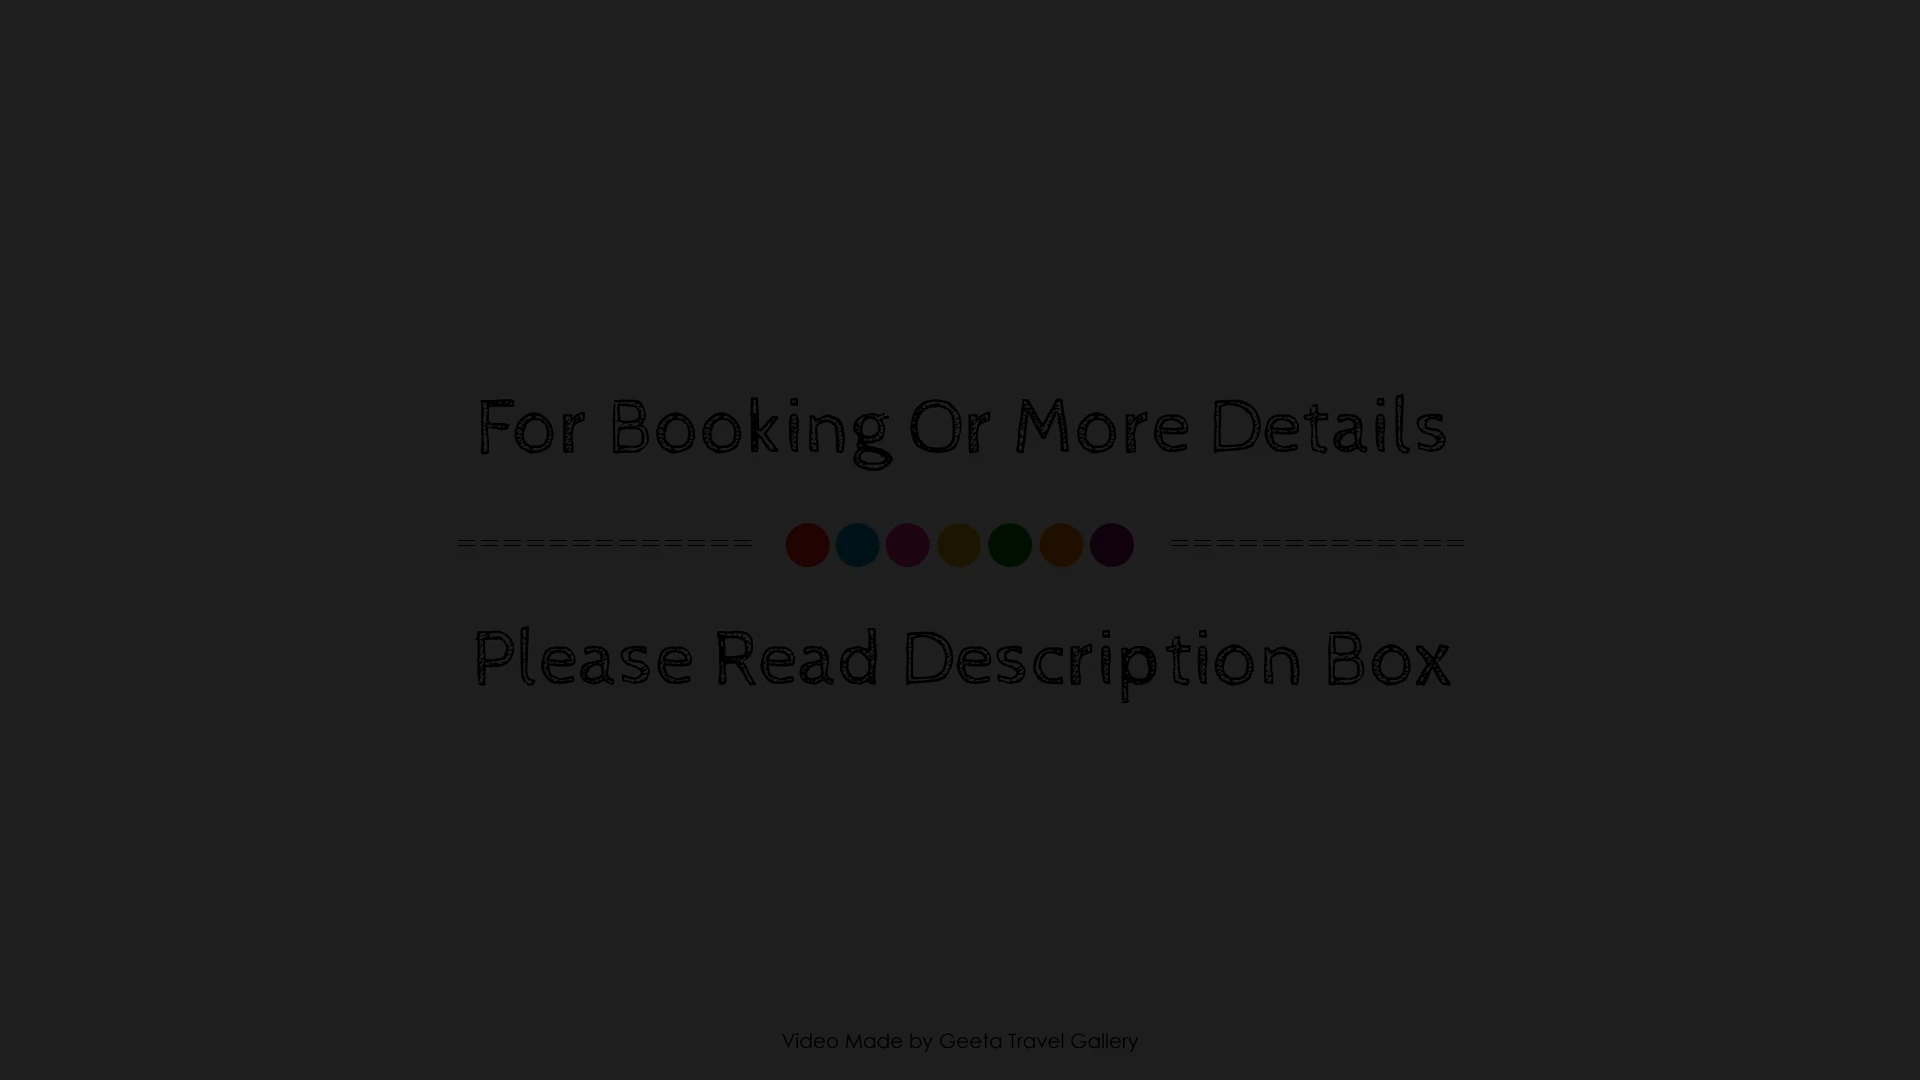 For Booking Or More Details
============= =============
Please Read Description Box
Video Made by Geeta Travel Gallery